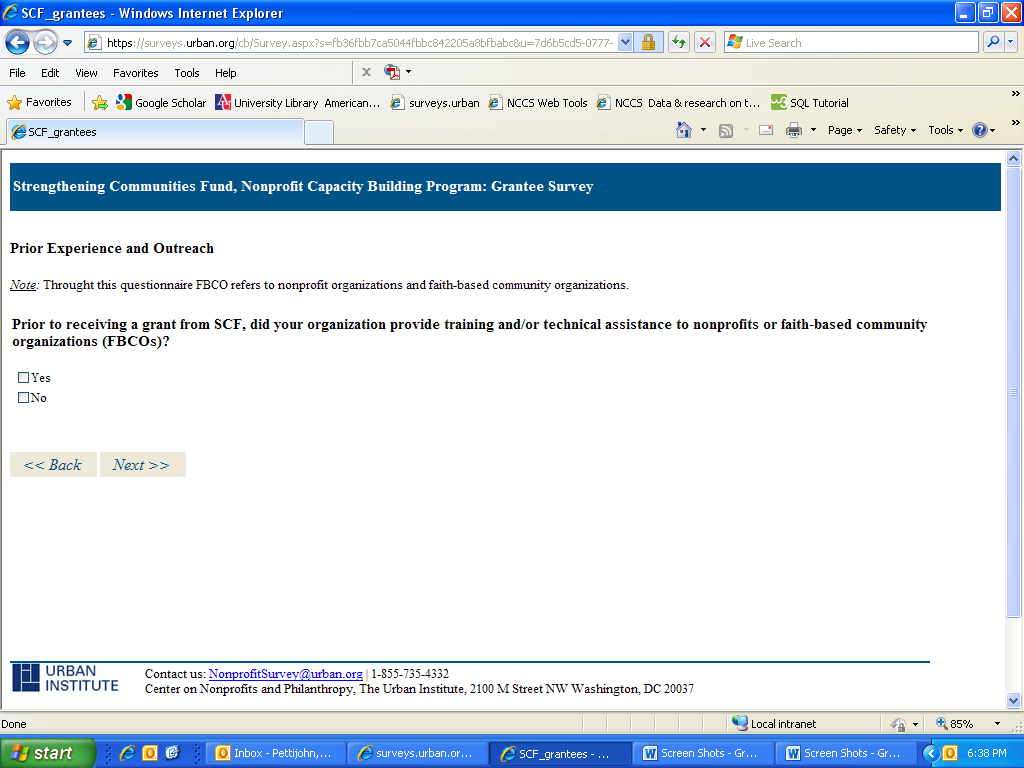 SCF_grantees - Windows Internet Explorer
https://surveys.urban.org/cb/Survey.aspx?s=fb36fbb7ca5044fbbc842205a8bfbabc&u=7d6b5cd5-0777-
Live Search
File Edit View Favorites Tools Help
x
Favorites Google Scholar University Library American... surveys.urban NCCS Web Tools NCCS Data & research on t... SQL Tutorial
SCF_grantees
Page Safety Tools
Strengthening Communities Fund, Nonprofit Capacity Building Program: Grantee Survey
Prior Experience and Outreach
Note: Throught this questionnaire FBCO refers to nonprofit organizations and faith-based community organizations.
Prior to receiving a grant from SCF, did your organization provide training and/or technical assistance to nonprofits or faith-based community
organizations (FBCOs)?
Yes
No
<< Back Next >>
URBAN
INSTITUTE
Contact us: NonprofitSurvey@urban.org | 1-855-735-4332
Center on Nonprofits and Philanthropy, The Urban Institute, 2100 M Street NW Washington, DC 20037
Done Local intranet 85%
start Inbox - Pettijohn,... surveys.urban.or... SCF_grantees - ... Screen Shots - Gr... Screen Shots - Gr... 6:38 PM